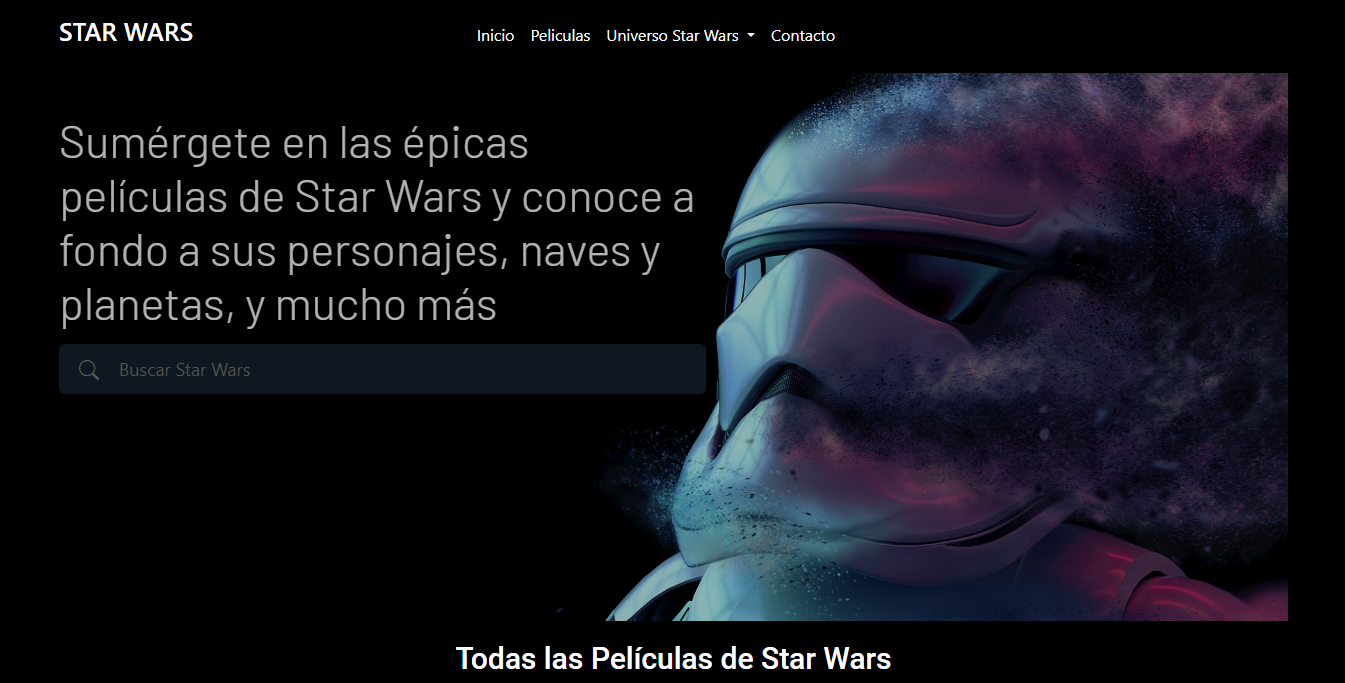 STAR WARS
Inicio Peliculas Universo Star Wars Contacto
Sumérgete en las épicas
películas de Star Wars y conoce a
fondo a sus personajes, naves y
planetas, y mucho más
Buscar Star Wars
Todas las Películas de Star Wars